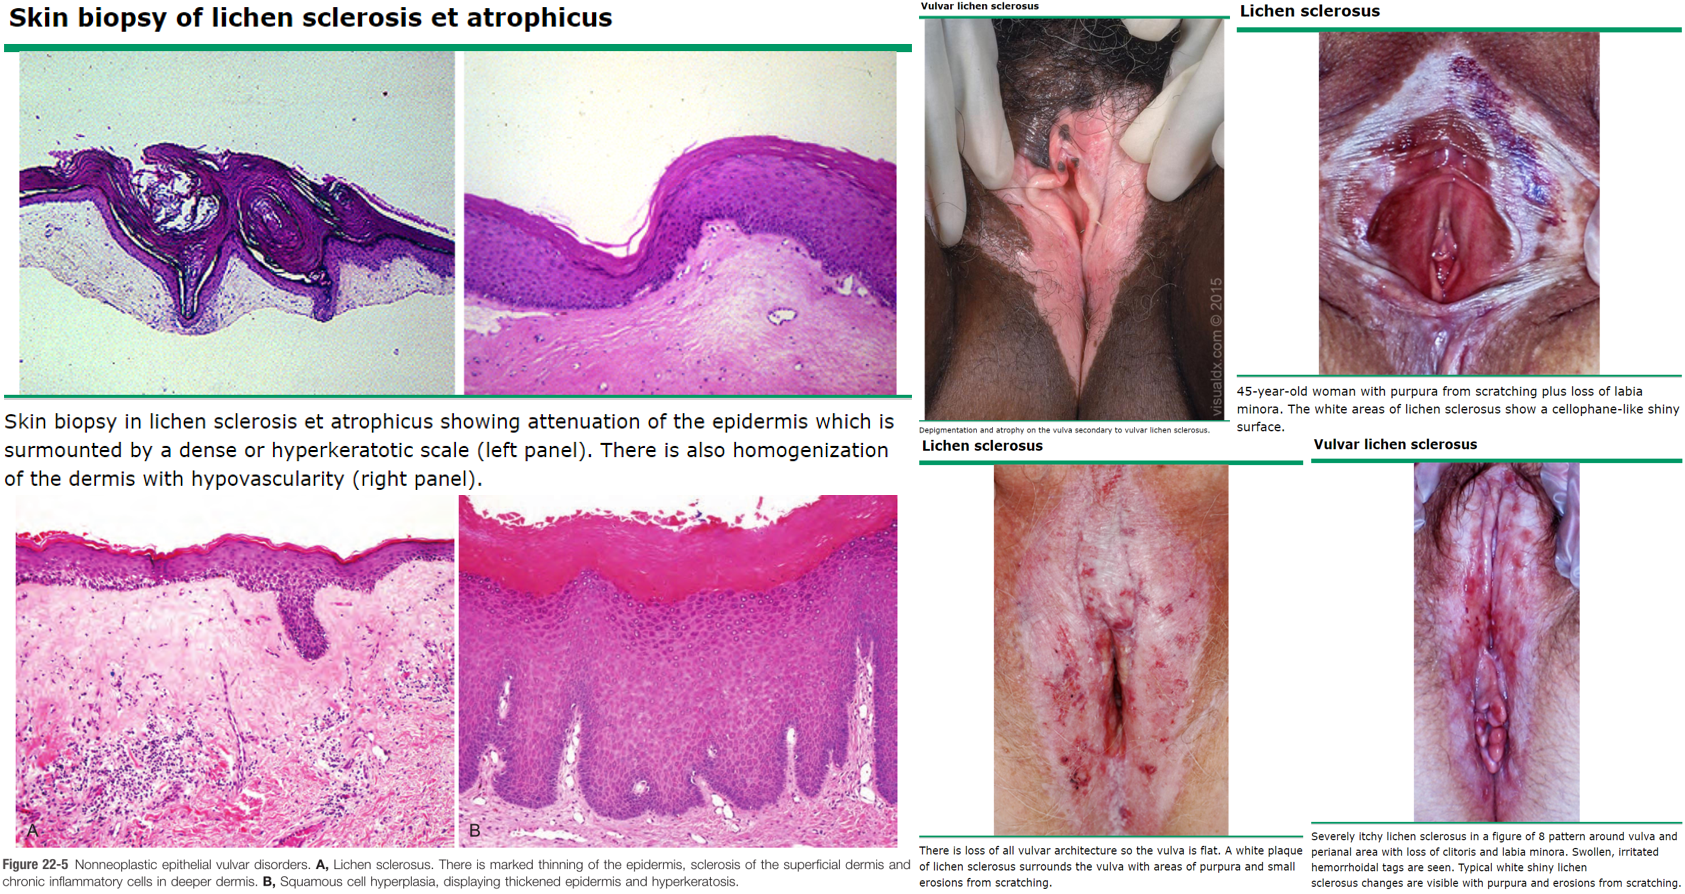 Skin biopsy of lichen sclerosis et atrophicus
Skin biopsy in lichen sclerosis et atrophicus showing attenuation of the epidermis which is
surmounted by a dense or hyperkeratotic scale (left panel). There is also homogenization
of the dermis with hypovascularity (right panel).
A
B
Figure 22-5 Nonneoplastic epithelial vulvar disorders. A, Lichen sclerosus. There is marked thinning of the epidermis, sclerosis of the superficial dermis and
chronic inflammatory cells in deeper dermis. B, Squamous cell hyperplasia, displaying thickened epidermis and hyperkeratosis.
Vulvar lichen sclerosus
visualdx.com © 2015
Depigmentation and atrophy on the vulva secondary to vulvar lichen sclerosus.
Lichen sclerosus
45-year-old woman with purpura from scratching plus loss of labia
minora. The white areas of lichen sclerosus show a cellophane-like shiny
surface.
Lichen sclerosus
There is loss of all vulvar architecture so the vulva is flat. A white plaque
of lichen sclerosus surrounds the vulva with areas of purpura and small
erosions from scratching.
Vulvar lichen sclerosus
Severely itchy lichen sclerosus in a figure of 8 pattern around vulva and
perianal area with loss of clitoris and labia minora. Swollen, irritated
hemorrhoidal tags are seen. Typical white shiny lichen
sclerosus changes are visible with purpura and erosions from scratching.